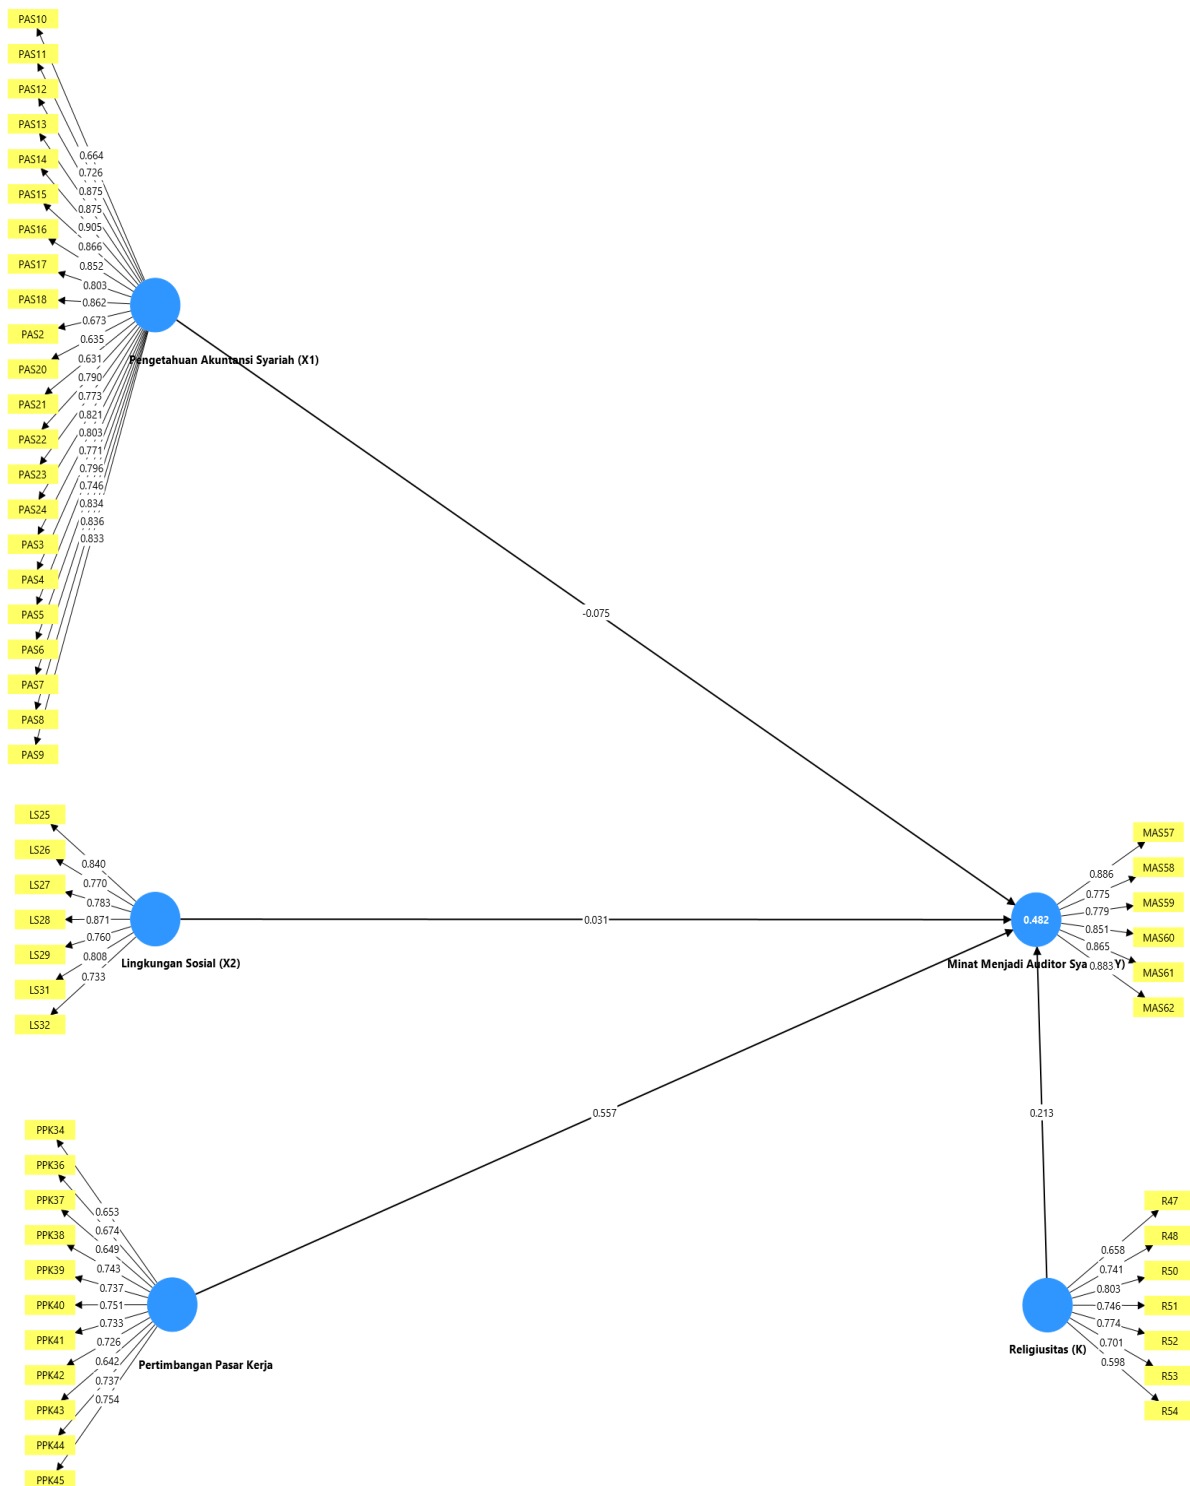 PAS10
PAS11
PAS12
PAS13
PAS14
PAS15
PAS16
PAS17
PAS18
PAS2
PAS20
PAS21
PAS22
PAS23
PAS24
PAS3
PAS4
PAS5
PAS6
PAS7
PAS8
PAS9
0.664
0.726
0.875
0.875
0.905
0.866
0.852
0.803
0.862
0.673
0.635
0.631
0.790
0.773
0.821
0.803
0.771
0.796
0.746
0.834
0.836
0.833
Pengetahuan Akuntansi Syariah (X1)
-0.075
LS25
LS26
LS27
LS28
LS29
LS31
LS32
0.840
0.770
0.783
0.871
0.760
0.808
0.733
Lingkungan Sosial (X2)
0.031
0.482
Minat Menjadi Auditor Sya Y)
0.886
0.775
0.779
0.851
0.865
0.883
MAS57
MAS58
MAS59
MAS60
MAS61
MAS62
0.557
0.213
PPK34
PPK36
PPK37
PPK38
PPK39
PPK40
PPK41
PPK42
PPK43
PPK44
PPK45
0.653
0.674
0.649
0.743
0.737
0.751
0.733
0.726
0.642
0.737
0.754
Pertimbangan Pasar Kerja
Religiusitas (K)
0.658
0.741
0.803
0.746
0.774
0.701
0.598
R47
R48
R50
R51
R52
R53
R54